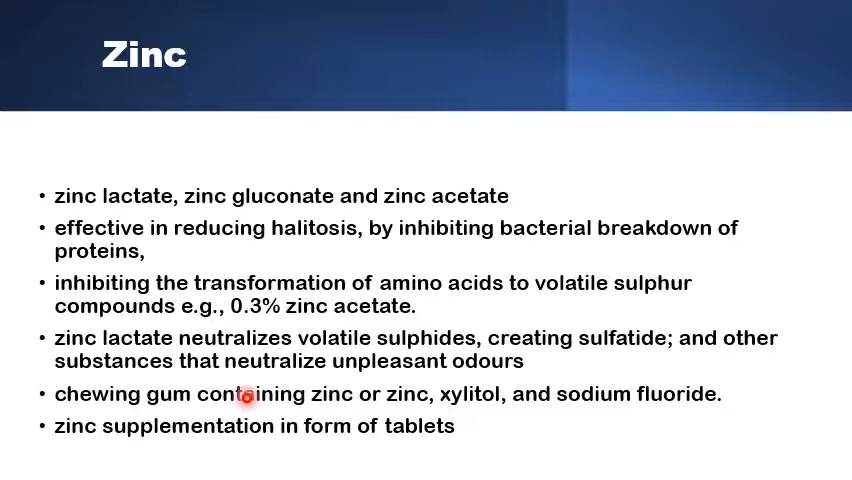 Zinc
• zinc lactate, zinc gluconate and zinc acetate
• effective in reducing halitosis, by inhibiting bacterial breakdown of
proteins,
• inhibiting the transformation of amino acids to volatile sulphur
compounds e.g., 0.3% zinc acetate.
• zinc lactate neutralizes volatile sulphides, creating sulfatide; and other
substances that neutralize unpleasant odours
• chewing gum containing zinc or zinc, xylitol, and sodium fluoride.
• zinc supplementation in form of tablets